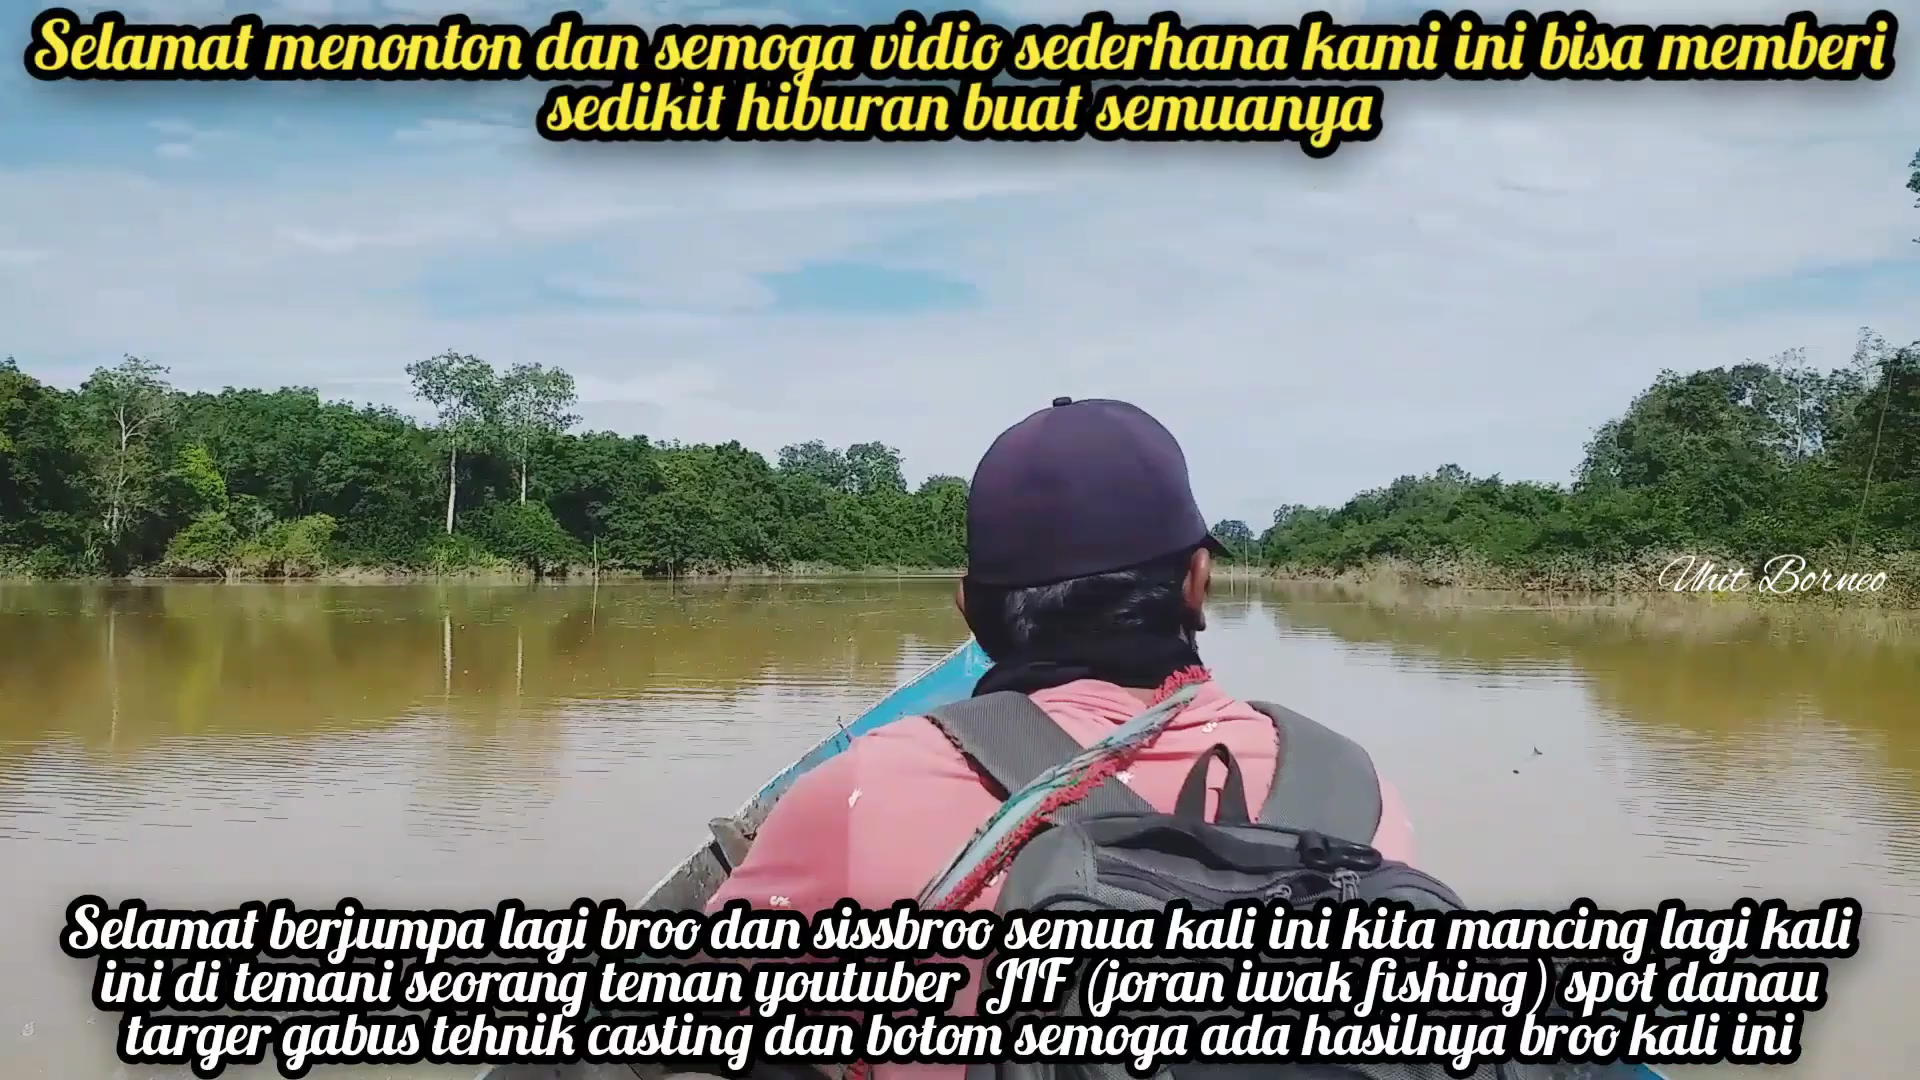 Selamat menonton dan semoga vidio sederhana kami ini bisa memberi
sedikit hiburan buat semuanya
Uhit Borneo
Selamat berjumpa lagi broo dan sissbroo semua kali ini kita mancing lagi kali
ini di temani seorang teman youtuber JIF (joran iwak fishing) spot danau
targer gabus tehnik casting dan botom semoga ada hasilnya broo kali ini